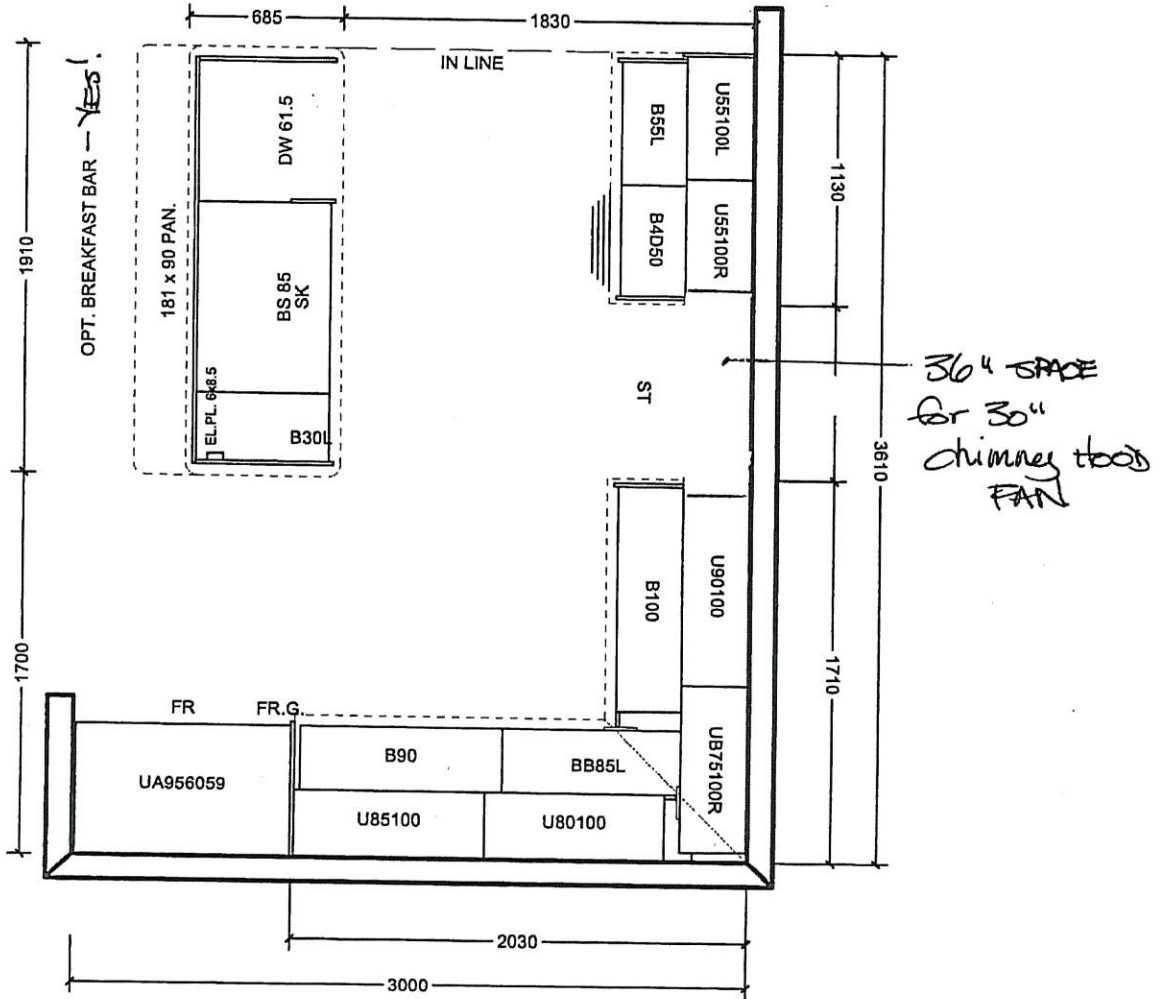 685
1830
IN LINE
OPT. BREAKFAST BAR — YES!
1910
181 x 90 PAN.
DW 61.5
BS 85
SK
EL.PL. 6x8.5
B30L
B55L
U55100L
B4D50
U55100R
1130
ST
36" SPACE
for 30"
chimney HOOD
FAN
3610
B100
U90100
1710
UB75100R
1700
FR
FR.G.
UA956059
B90
BB85L
U85100
U80100
2030
3000